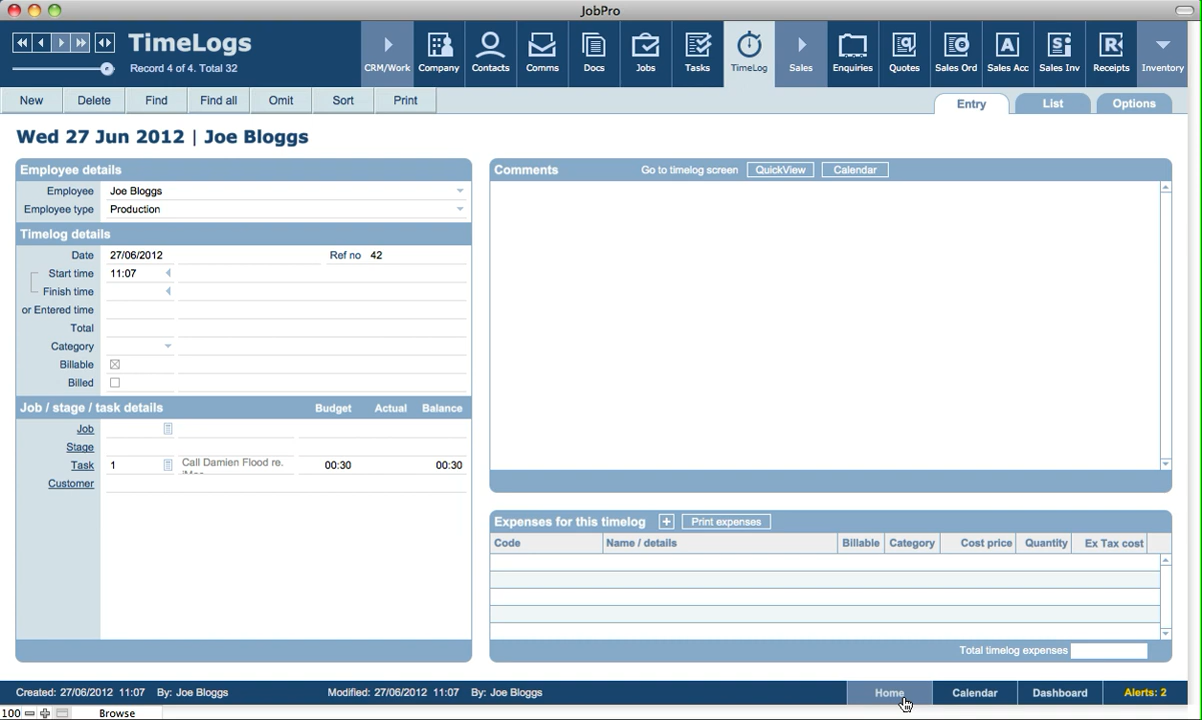 JobPro
TimeLogs
Record 4 of 4. Total 32
CRM/Work
Company
Contacts
Comms
Docs
Jobs
Tasks
TimeLog
Sales
Enquiries
Quotes
Sales Ord
Sales Acc
Sales Inv
Receipts
Inventory
New
Delete
Find
Find all
Omit
Sort
Print
Entry
List
Options
Wed 27 Jun 2012 | Joe Bloggs
Employee details
Employee Joe Bloggs
Employee type Production
Timelog details
Date 27/06/2012 Ref no 42
Start time 11:07
Finish time
or Entered time
Total
Category
Billable
Billed
Job / stage / task details Budget Actual Balance
Job
Stage
Task 1 Call Damien Flood re. 00:30 00:30
Customer
Comments Go to timelog screen QuickView Calendar
Expenses for this timelog + Print expenses
Code Name / details Billable Category Cost price Quantity Ex Tax cost
Total timelog expenses
Created: 27/06/2012 11:07 By: Joe Bloggs Modified: 27/06/2012 11:07 By: Joe Bloggs
Home
Calendar
Dashboard
Alerts: 2
100 Browse